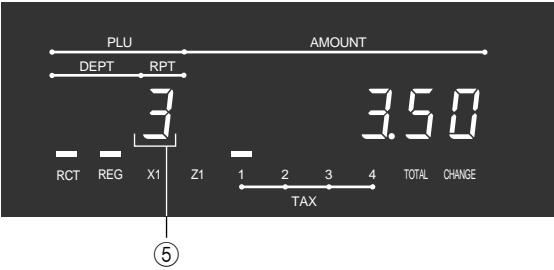 PLU AMOUNT
DEPT RPT
3 3.50
RCT REG X1 Z1 1 2 3 4 TOTAL CHANGE
TAX
⑤